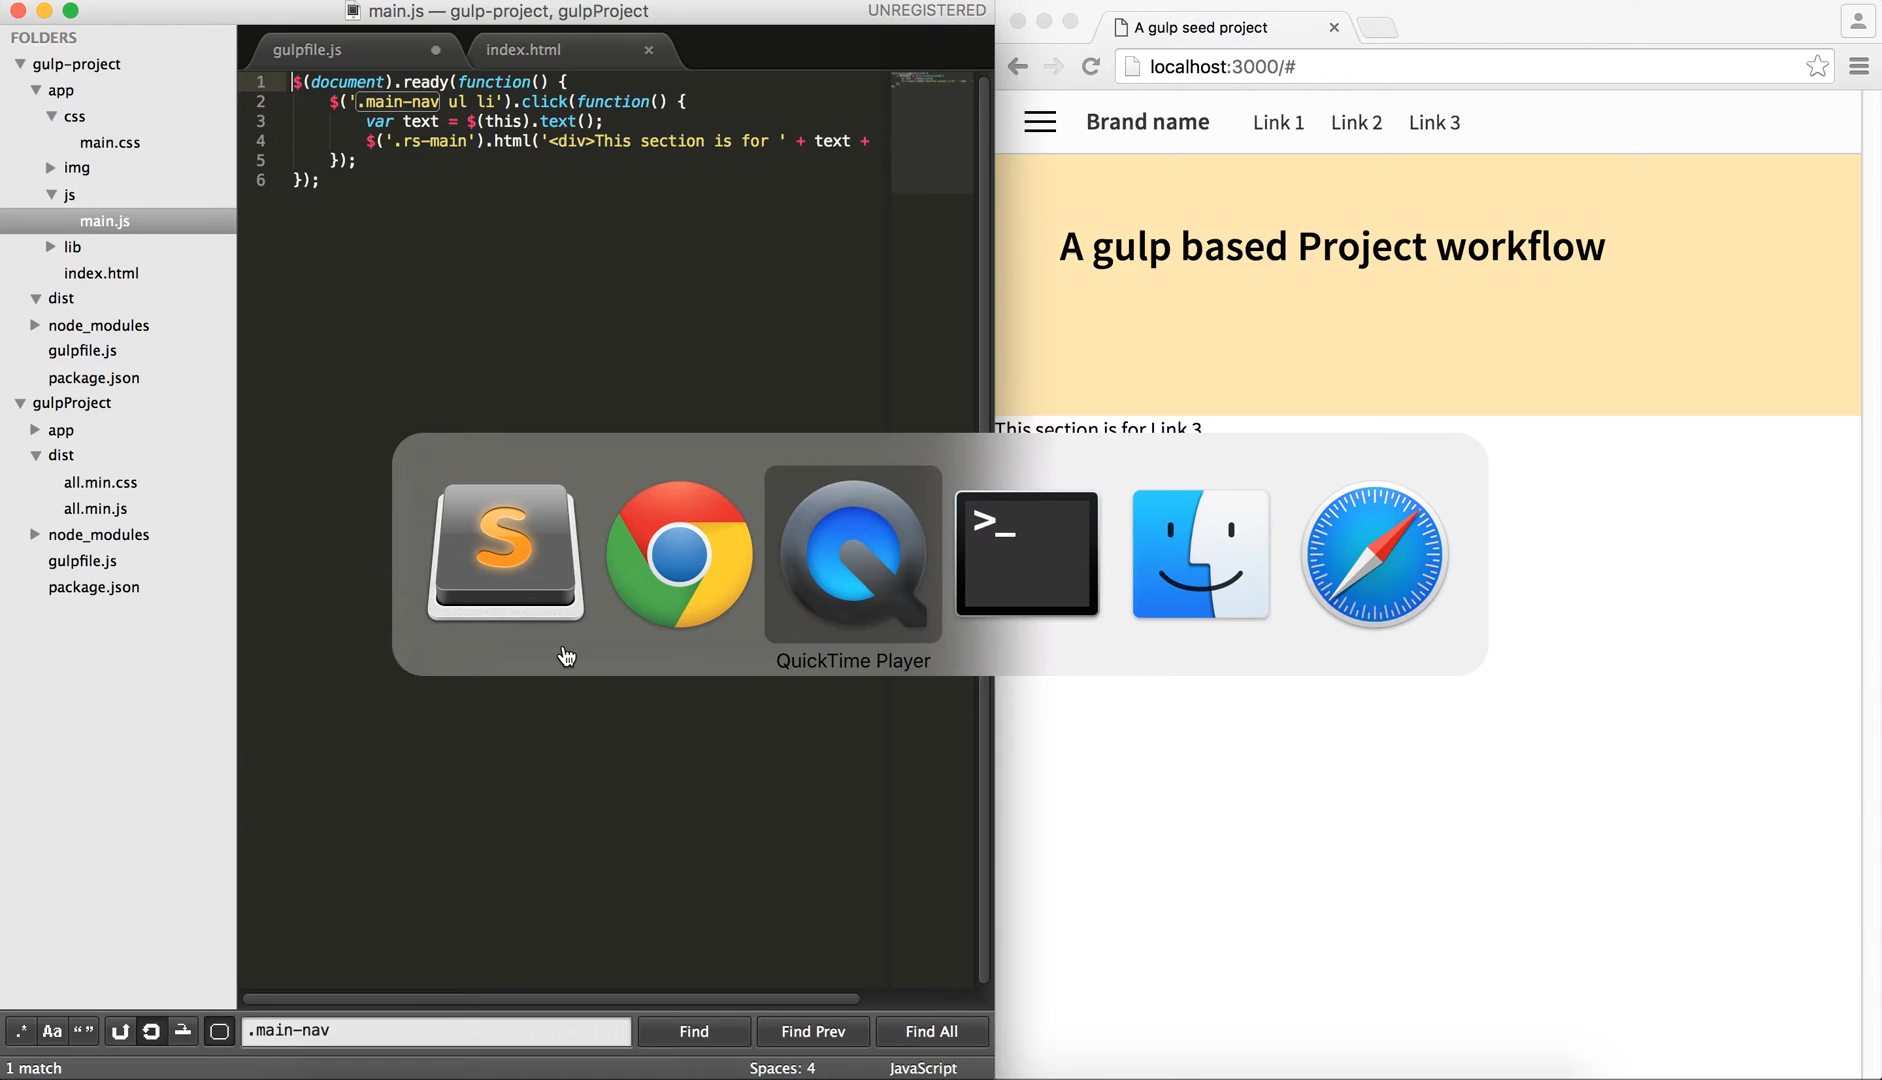 main.js — gulp-project, gulpProject
UNREGISTERED
FOLDERS
gulp-project
app
css
main.css
img
js
main.js
lib
index.html
dist
node_modules
gulpfile.js
package.json
gulpProject
app
dist
all.min.css
all.min.js
node_modules
gulpfile.js
package.json
gulpfile.js
index.html
1 $(document).ready(function() {
2 $('.main-nav ul li').click(function() {
3 var text = $(this).text();
4 $('.rs-main').html('<div>This section is for ' + text +
5 });
6 });
A gulp seed project
localhost:3000/#
Brand name Link 1 Link 2 Link 3
A gulp based Project workflow
This section is for Link 3
S
>_
QuickTime Player
.* Aa “ ”
.main-nav
Find
Find Prev
Find All
1 match
Spaces: 4
JavaScript